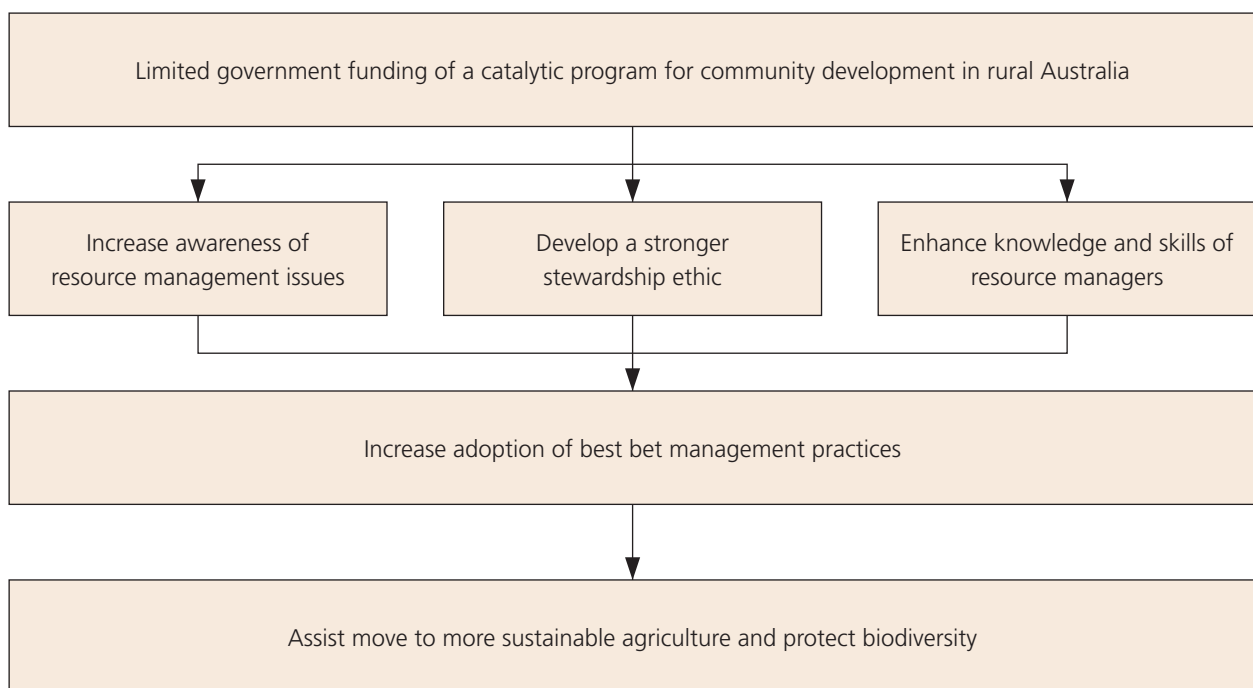 Limited government funding of a catalytic program for community development in rural Australia
Increase awareness of
resource management issues
Develop a stronger
stewardship ethic
Enhance knowledge and skills of
resource managers
Increase adoption of best bet management practices
Assist move to more sustainable agriculture and protect biodiversity